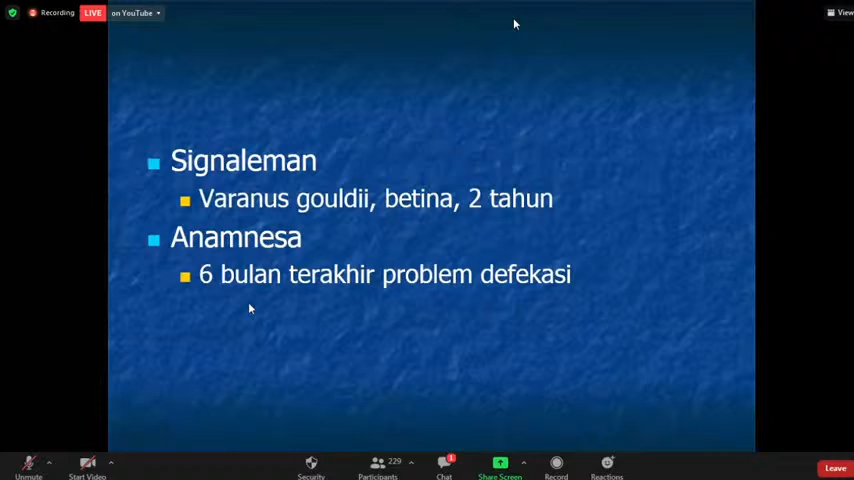 Recording
LIVE
on YouTube
View
Signaleman
Varanus gouldii, betina, 2 tahun
Anamnesa
6 bulan terakhir problem defekasi
229
1
Unmute
Start Video
Security
Participants
Chat
Share Screen
Record
Reactions
Leave